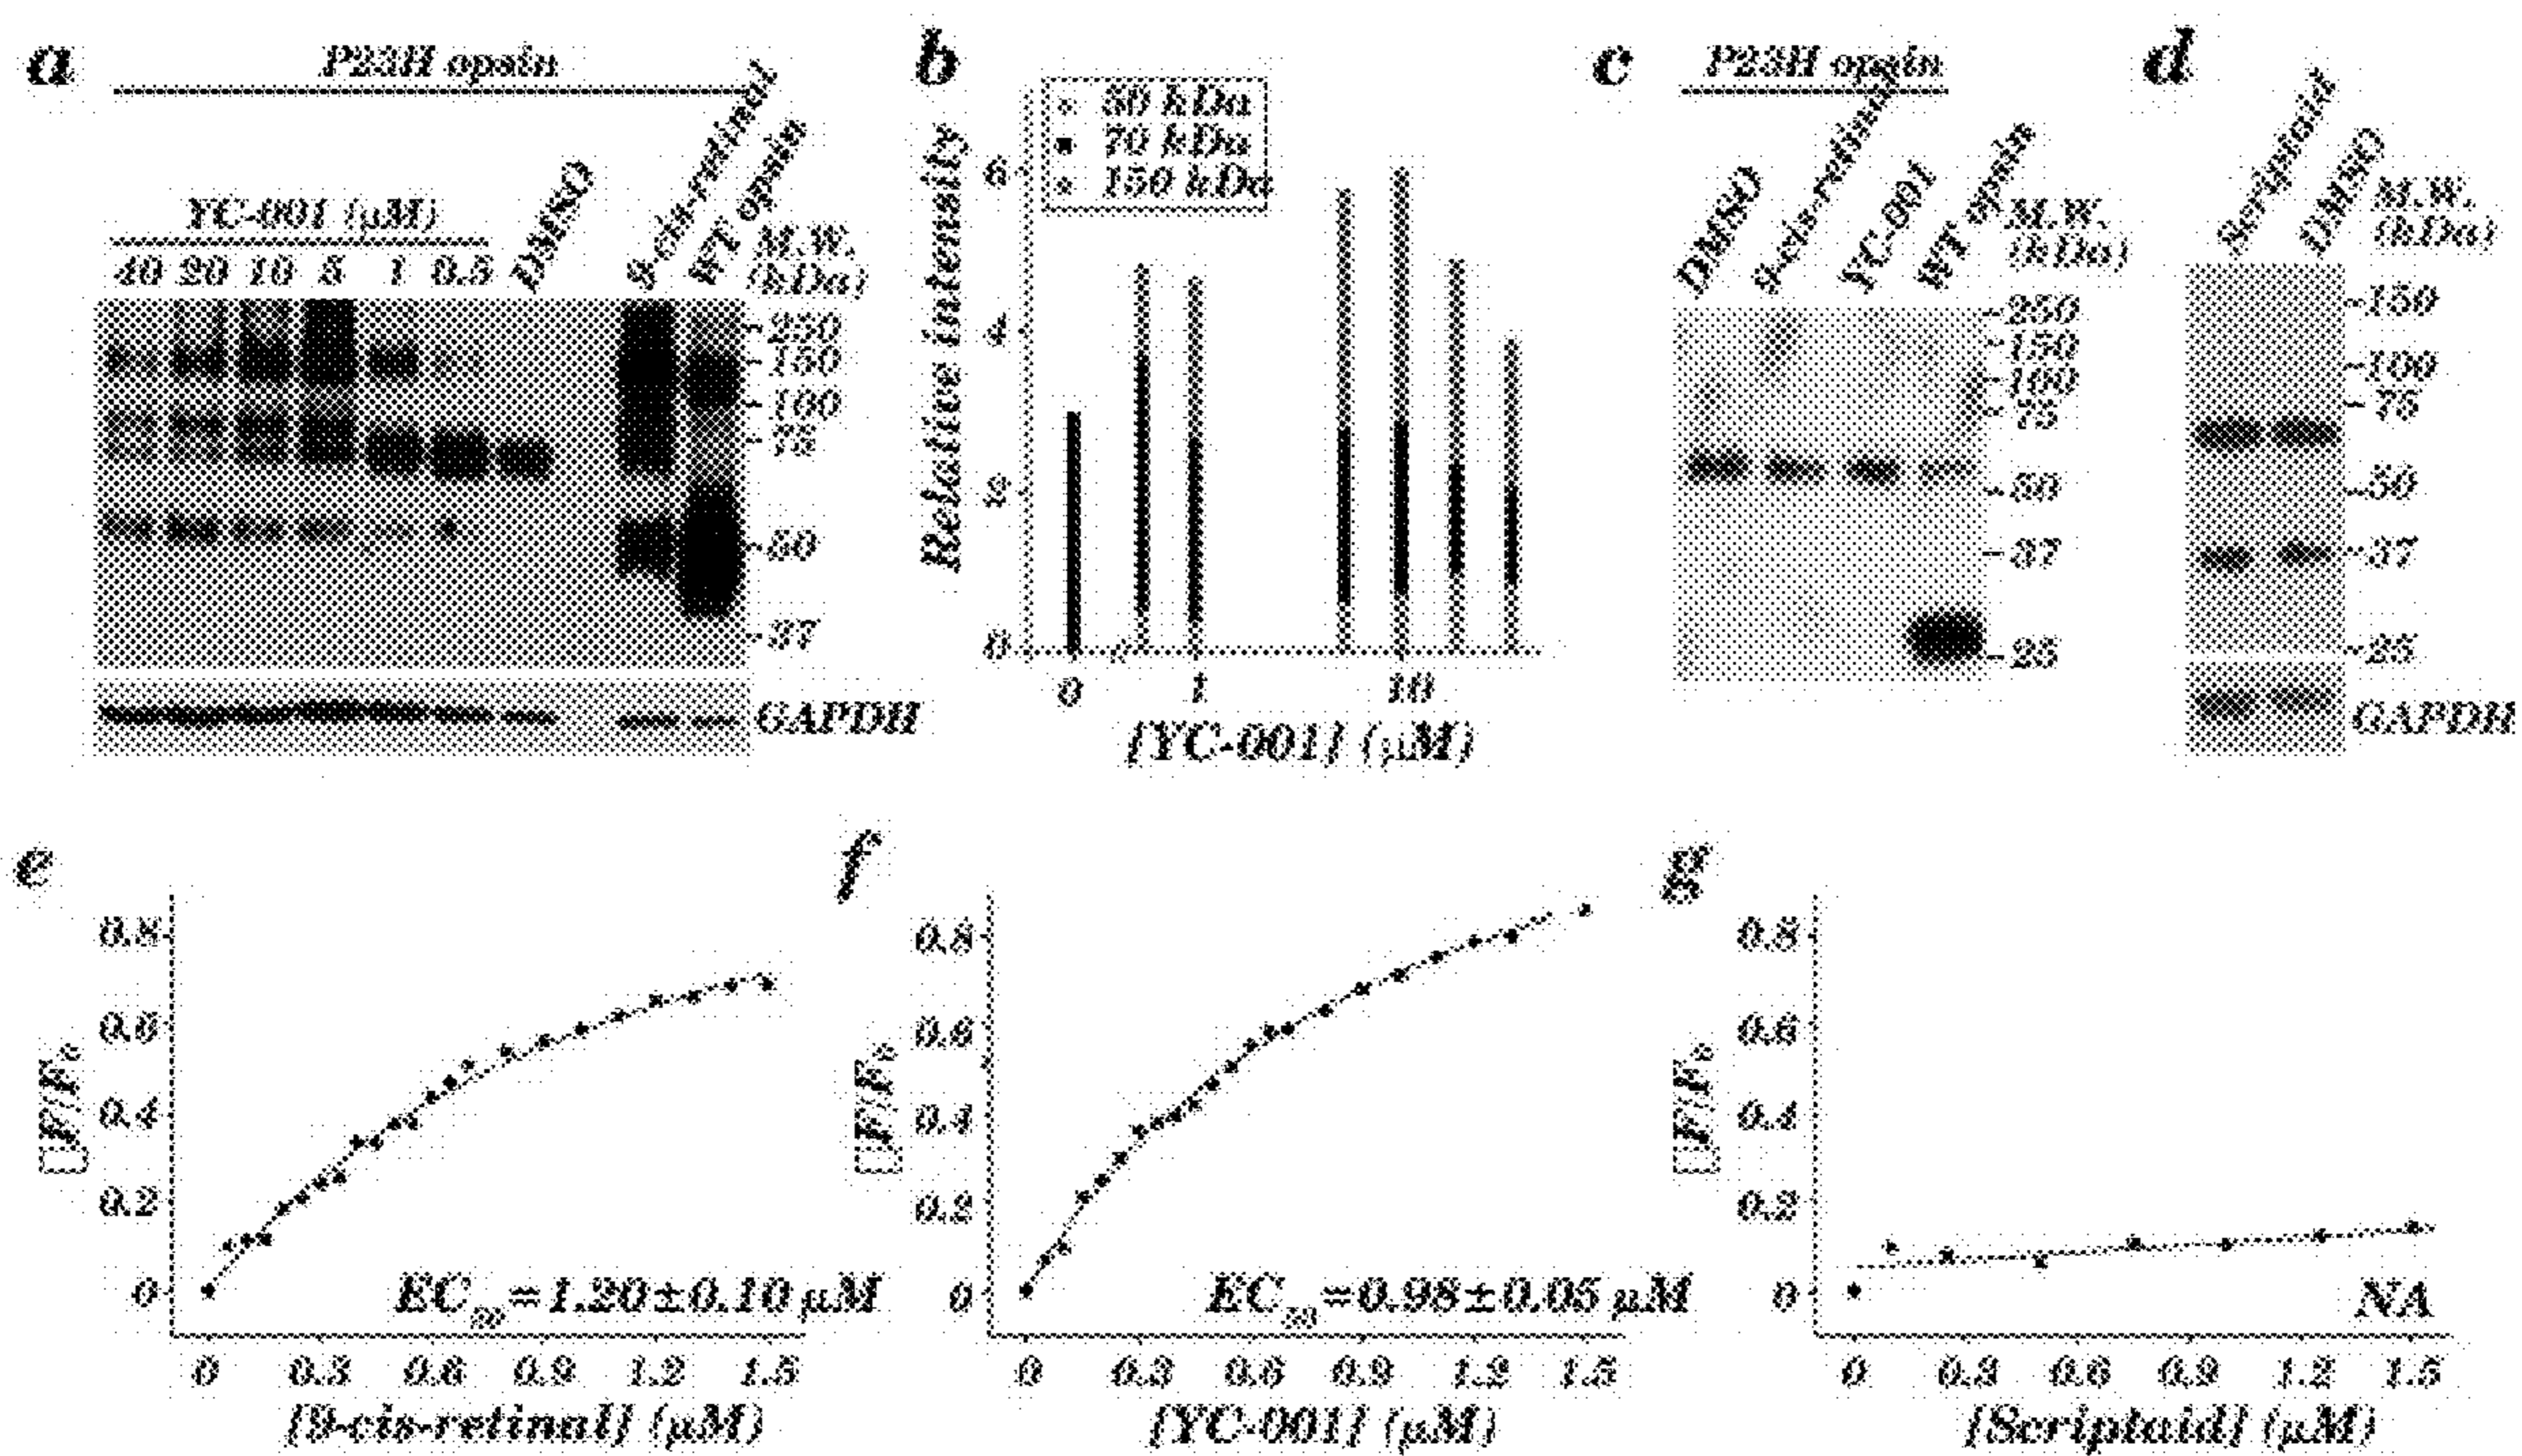 a
P23H opsin
YC-001 (μM)
40 20 10 5 1 0.5 DMSO 9-cis-retinal WT opsin
M.W.
(kDa)
250
150
100
75
50
37
GAPDH
b
50 kDa
70 kDa
150 kDa
Relative intensity
6
4
2
0
0 1 10
[YC-001] (μM)
c
P23H opsin
DMSO 9-cis-retinal YC-001 WT opsin
M.W.
(kDa)
250
150
100
75
50
37
25
d
Scriptaid DMSO
M.W.
(kDa)
150
100
75
50
37
25
GAPDH
e
0.8
0.6
0.4
0.2
0
□F/F₀
EC₅₀=1.20±0.10 μM
0 0.3 0.6 0.9 1.2 1.5
[9-cis-retinal] (μM)
f
0.8
0.6
0.4
0.2
0
□F/F₀
EC₅₀=0.98±0.05 μM
0 0.3 0.6 0.9 1.2 1.5
[YC-001] (μM)
g
0.8
0.6
0.4
0.2
0
□F/F₀
NA
0 0.3 0.6 0.9 1.2 1.5
[Scriptaid] (μM)